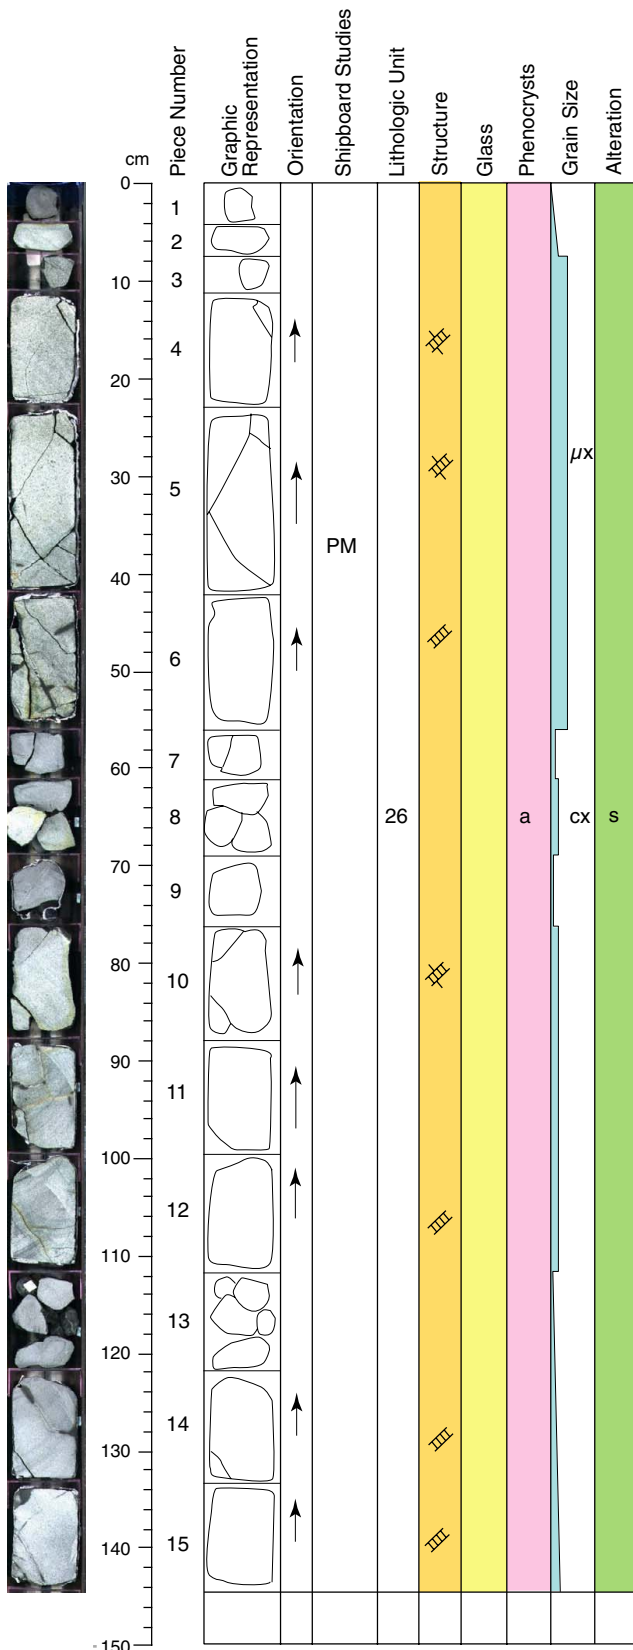 cm
Piece Number
Graphic
Representation
Orientation
Shipboard Studies
Lithologic Unit
Structure
Glass
Phenocrysts
Grain Size
Alteration
0
1
2
3
10
4
20
µx
30
5
PM
40
6
50
7
60
8
26
a
cx
s
70
9
80
10
90
11
100
12
110
13
120
14
130
15
140
150